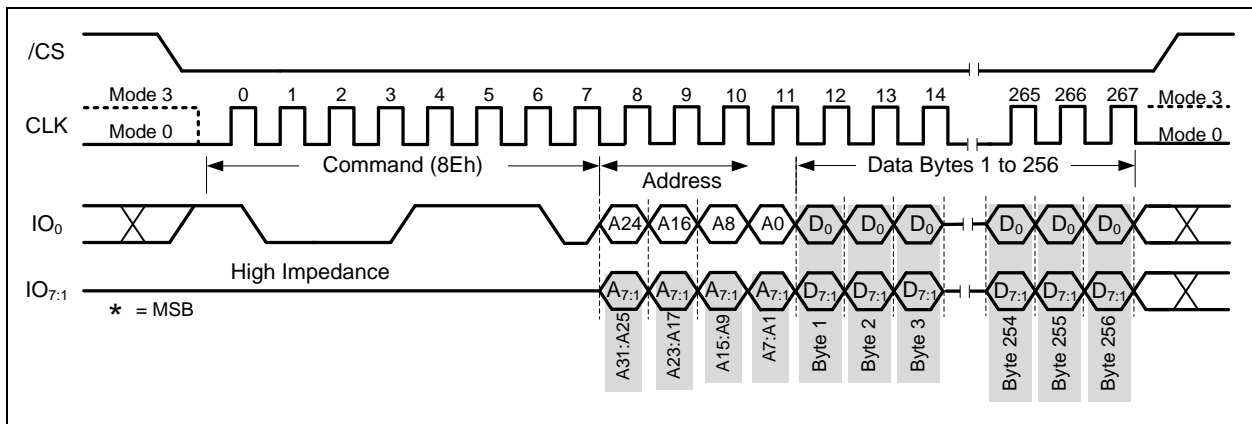 /CS
0 1 2 3 4 5 6 7 8 9 10 11 12 13 14 265 266 267
Mode 3 Mode 3
CLK
Mode 0 Mode 0
Command (8Eh) Address Data Bytes 1 to 256
IO0 A24 A16 A8 A0 D0 D0 D0 D0 D0 D0
High Impedance
IO7:1 A7:1 A7:1 A7:1 A7:1 D7:1 D7:1 D7:1 D7:1 D7:1 D7:1
* = MSB
A31:A25
A23:A17
A15:A9
A7:A1
Byte 1
Byte 2
Byte 3
Byte 254
Byte 255
Byte 256